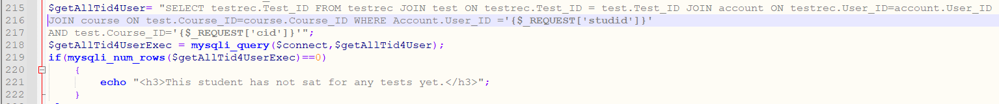 215 $getAllTid4User= "SELECT testrec.Test_ID FROM testrec JOIN test ON testrec.Test_ID = test.Test_ID JOIN account ON testrec.User_ID=account.User_ID
216 JOIN course ON test.Course_ID=course.Course_ID WHERE Account.User_ID ='{$_REQUEST['studid']}'
217 AND test.Course_ID='{$_REQUEST['cid']}'";
218 $getAllTid4UserExec = mysqli_query($connect,$getAllTid4User);
219 if(mysqli_num_rows($getAllTid4UserExec)==0)
220 {
221 echo "<h3>This student has not sat for any tests yet.</h3>";
222 }